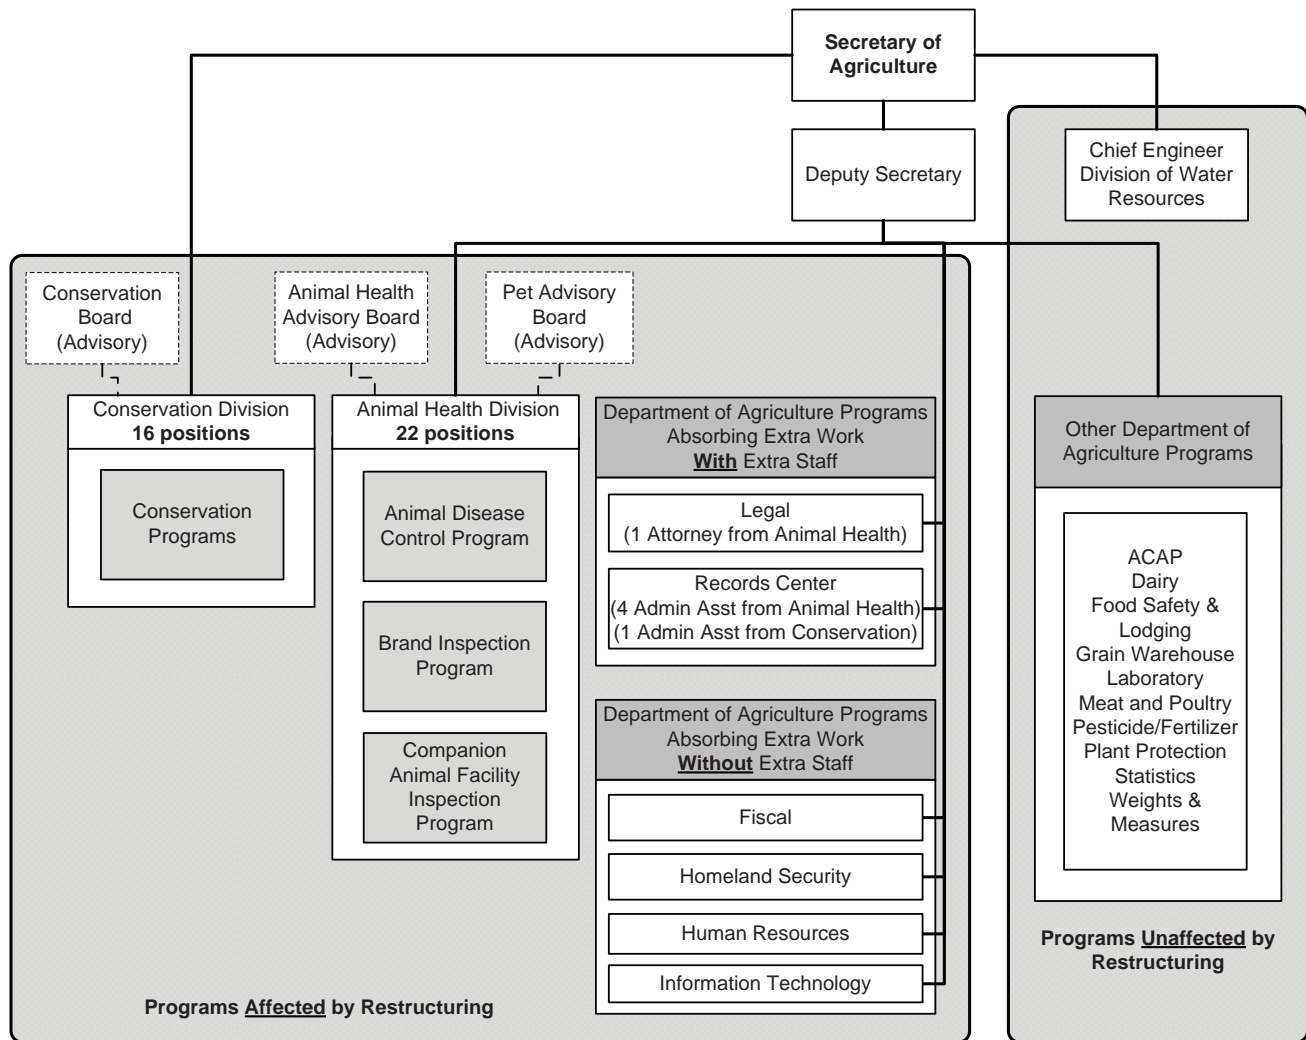 Secretary of
Agriculture
Deputy Secretary
Chief Engineer
Division of Water
Resources
Conservation
Board
(Advisory)
Animal Health
Advisory Board
(Advisory)
Pet Advisory
Board
(Advisory)
Conservation Division
16 positions
Conservation
Programs
Animal Health Division
22 positions
Animal Disease
Control Program
Brand Inspection
Program
Companion
Animal Facility
Inspection
Program
Department of Agriculture Programs
Absorbing Extra Work
With Extra Staff
Legal
(1 Attorney from Animal Health)
Records Center
(4 Admin Asst from Animal Health)
(1 Admin Asst from Conservation)
Department of Agriculture Programs
Absorbing Extra Work
Without Extra Staff
Fiscal
Homeland Security
Human Resources
Information Technology
Programs Affected by Restructuring
Other Department of
Agriculture Programs
ACAP
Dairy
Food Safety &
Lodging
Grain Warehouse
Laboratory
Meat and Poultry
Pesticide/Fertilizer
Plant Protection
Statistics
Weights &
Measures
Programs Unaffected by
Restructuring